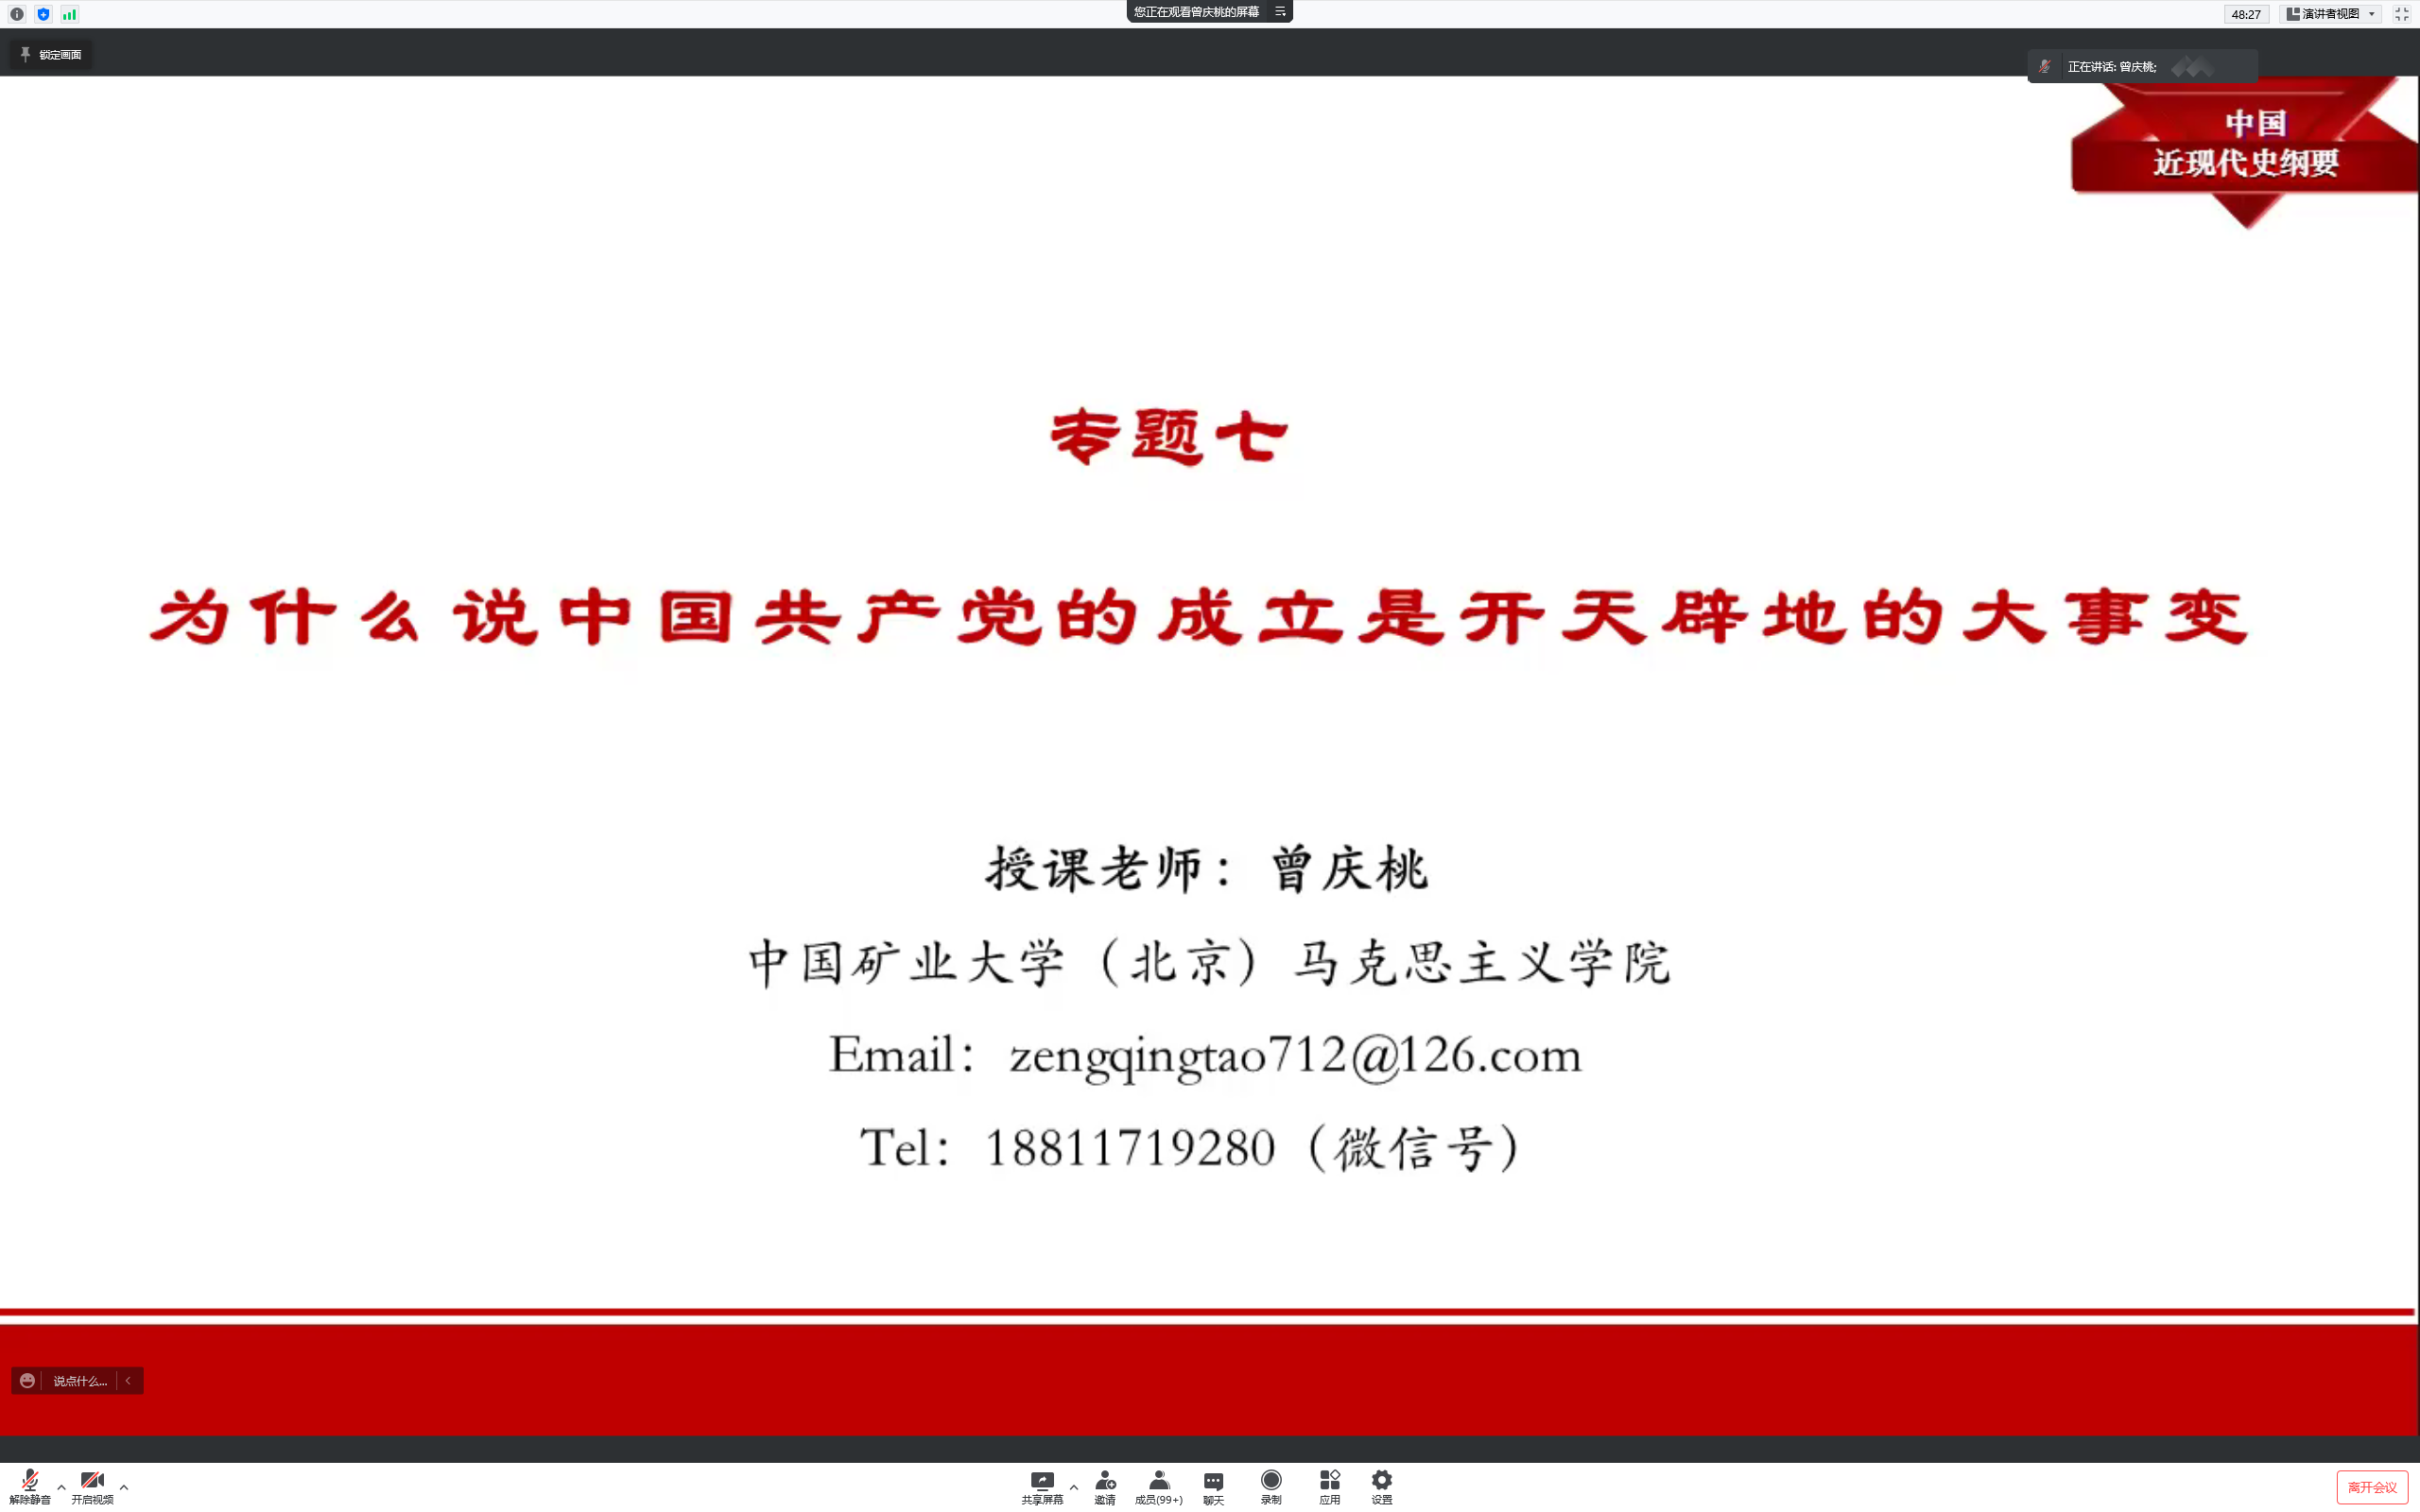 您正在观看曾庆桃的屏幕
48:27
演讲者视图
锁定画面
正在讲话: 曾庆桃;
中国
近现代史纲要
专题七
为什么说中国共产党的成立是开天辟地的大事变
授课老师：曾庆桃
中国矿业大学（北京）马克思主义学院
Email：zengqingtao712@126.com
Tel：18811719280（微信号）
说点什么...
解除静音
开启视频
共享屏幕
邀请
成员(99+)
聊天
录制
应用
设置
离开会议